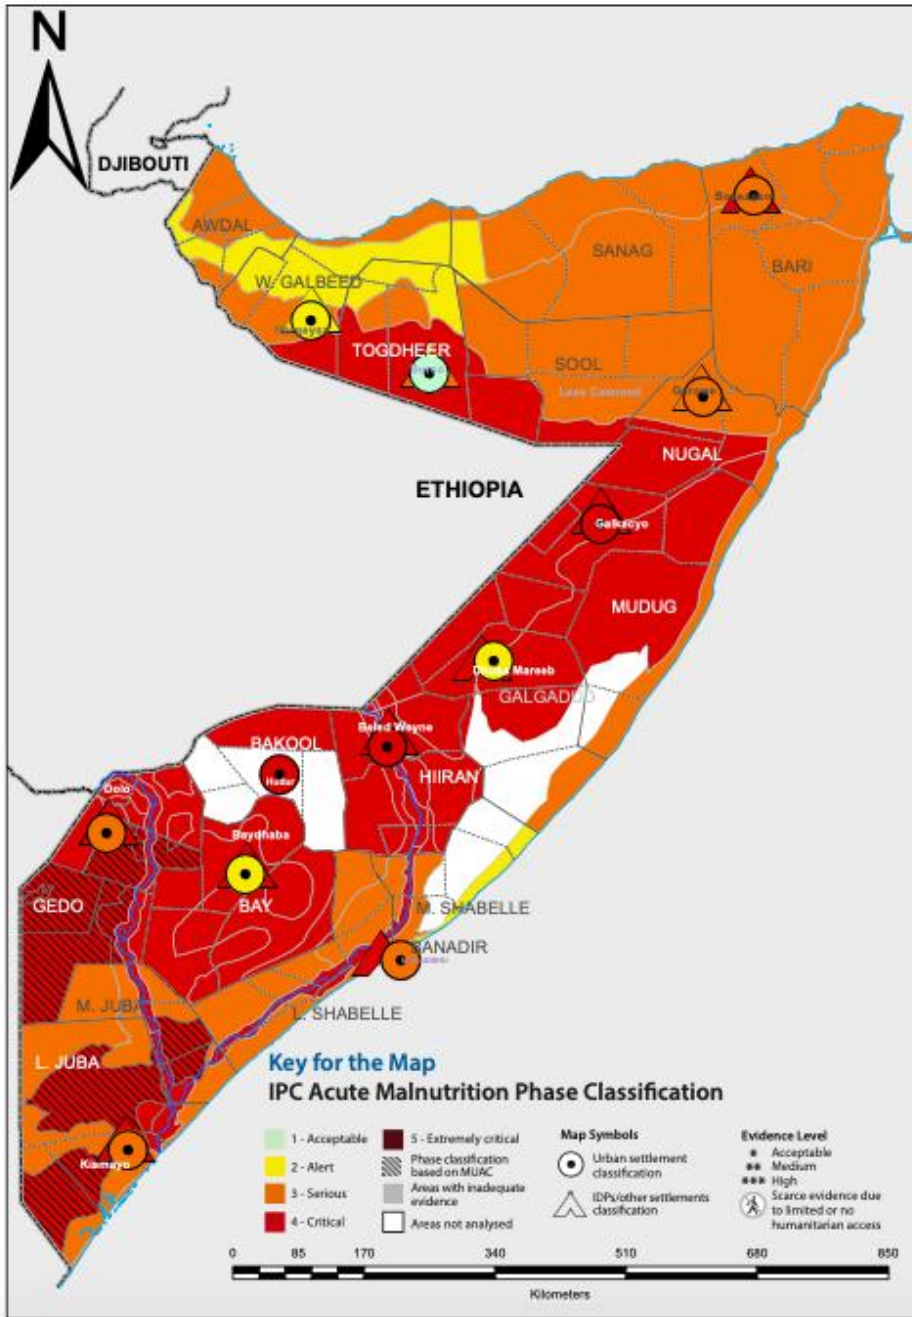 N
DJIBOUTI
AWDAL
SANAG
BARI
W. GALBEED
TOGDHEER
SOOL
NUGAL
ETHIOPIA
Galkacyo
MUDUG
GALGADUD
Beled Wayne
BAKOOL
Hudur
HIIRAN
Dolo
Baydhaba
GEDO
BAY
M. SHABELLE
BANADIR
M. JUBA
L. SHABELLE
L. JUBA
Kismayo
Key for the Map
IPC Acute Malnutrition Phase Classification
1 - Acceptable
2 - Alert
3 - Serious
4 - Critical
5 - Extremely critical
Phase classification
based on MUAC
Areas with inadequate
evidence
Areas not analysed
Map Symbols
Urban settlement
classification
IDPs/other settlements
classification
Evidence Level
* Acceptable
** Medium
*** High
Scarce evidence due
to limited or no
humanitarian access
0 85 170 340 510 680 850
Kilometers